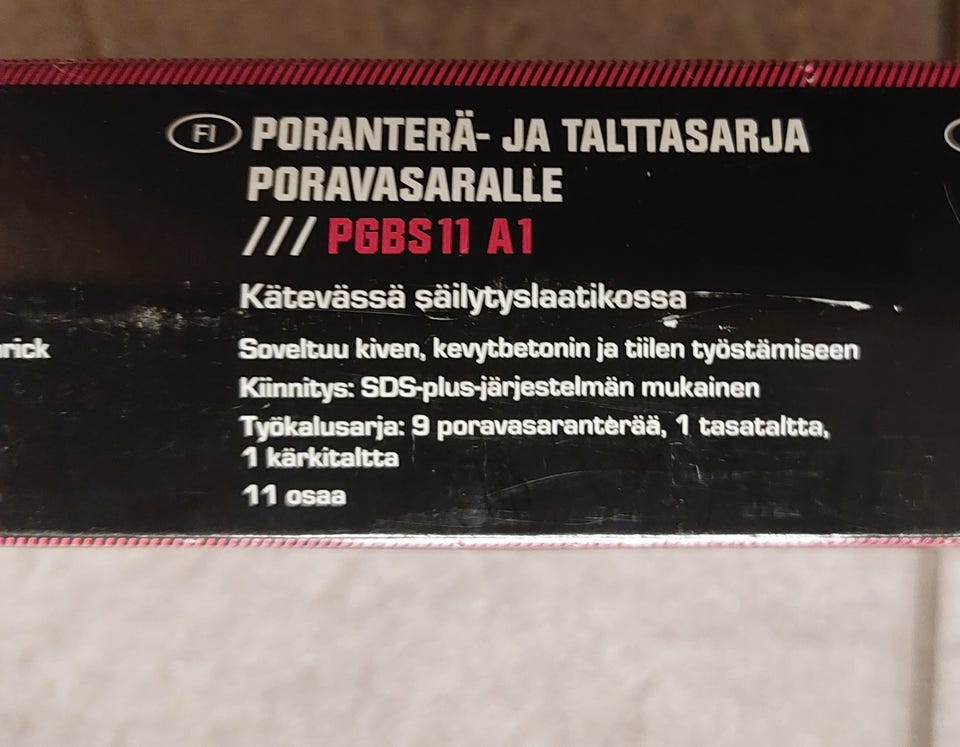 FI PORANTERÄ- JA TALTTASARJA
PORAVASARALLE
/// PGBS11 A1
Kätevässä säilytyslaatikossa
Soveltuu kiven, kevytbetonin ja tiilen työstämiseen
Kiinnitys: SDS-plus-järjestelmän mukainen
Työkalusarja: 9 poravasaranterää, 1 tasataltta,
1 kärkitaltta
11 osaa